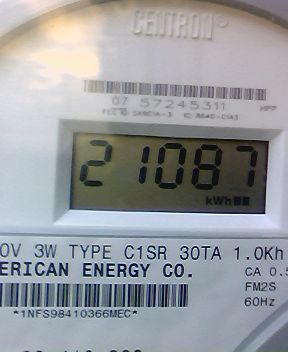 CENTRON®
07 57245311
21087
kWh
0V 3W TYPE C1SR 30TA 1.0Kh
ERICAN ENERGY CO.
CA 0.5
FM2S
60Hz
*1NFS98410366MEC*